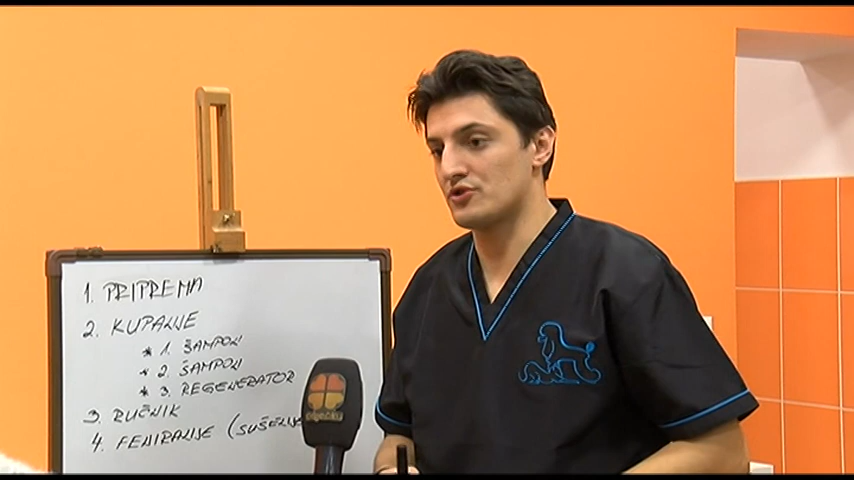 1. PRIPREMA
2. KUPANJE
* 1. ŠAMPON
* 2. ŠAMPON
* 3. REGENERATOR
3. RUČNIK
4. FENIRANJE (SUŠENJE